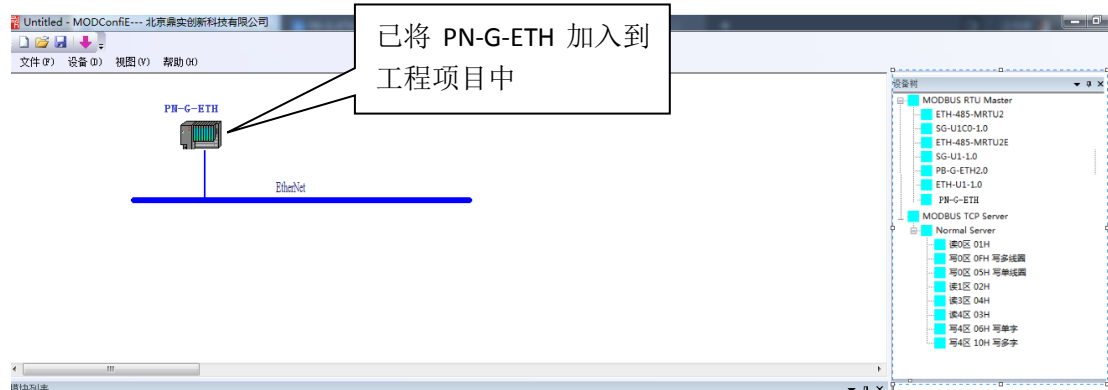 Untitled - MODConfiE--- 北京鼎实创新科技有限公司
文件(F) 设备(D) 视图(V) 帮助(H)
已将 PN-G-ETH 加入到
工程项目中
PN-G-ETH
EtherNet
设备树
MODBUS RTU Master
ETH-485-MRTU2
SG-U1C0-1.0
ETH-485-MRTU2E
SG-U1-1.0
PB-G-ETH2.0
ETH-U1-1.0
PN-G-ETH
MODBUS TCP Server
Normal Server
读0区 01H
写0区 0FH 写多线圈
写0区 05H 写单线圈
读1区 02H
读3区 04H
读4区 03H
写4区 06H 写单字
写4区 10H 写多字
模块列表